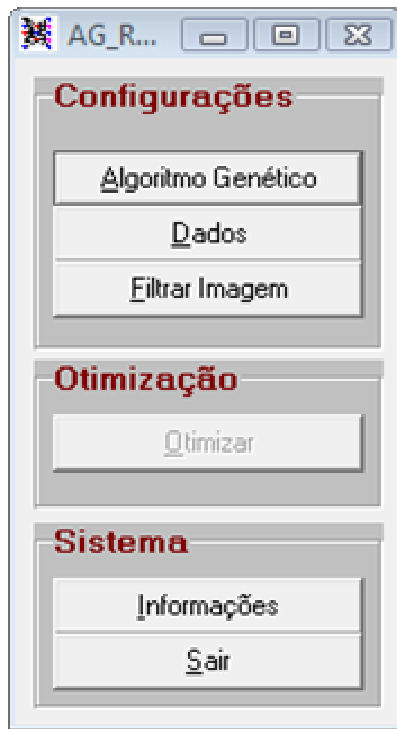 AG_R...
Configurações
Algoritmo Genético
Dados
Filtrar Imagem
Otimização
Otimizar
Sistema
Informações
Sair